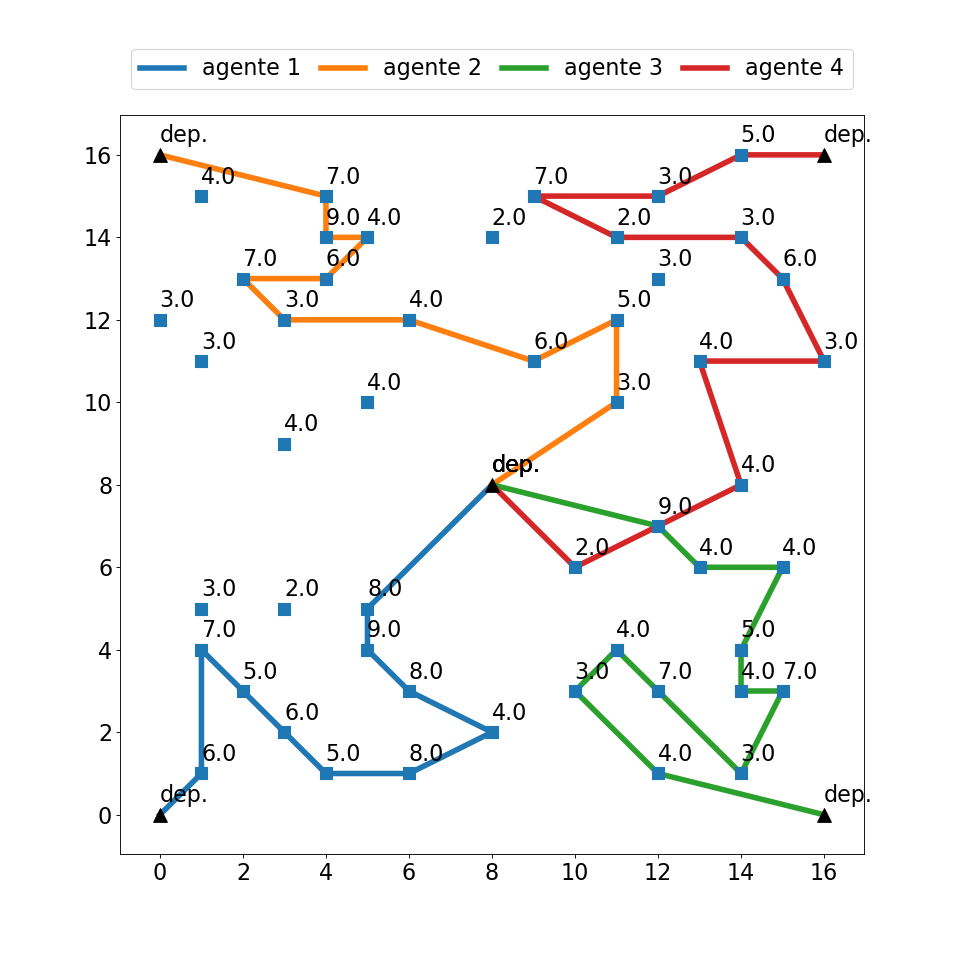 agente 1 agente 2 agente 3 agente 4
dep. 5.0 dep.
16
4.0 7.0 7.0 3.0
9.0 4.0 2.0 2.0 3.0
14
7.0 6.0 3.0 6.0
3.0 3.0 4.0 5.0
12
3.0 6.0 4.0 3.0
4.0 3.0
10
4.0
dep. 4.0
8
9.0
2.0 4.0 4.0
6
3.0 2.0 8.0
7.0 9.0 4.0 5.0
4
5.0 8.0 3.0 7.0 4.0 7.0
6.0 4.0
2
6.0 5.0 8.0 4.0 3.0
dep. dep.
0
0 2 4 6 8 10 12 14 16